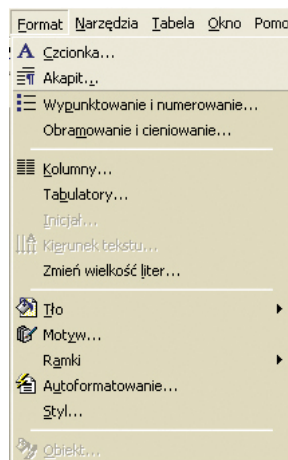 Format Narzędzia Tabela Okno Pomo
Czcionka...
Akapit...
Wypunktowanie i numerowanie...
Obramowanie i cieniowanie...
Kolumny...
Tabulatory...
Inicjał...
Kierunek tekstu...
Zmień wielkość liter...
Tło
Motyw...
Ramki
Autoformatowanie...
Styl...
Obiekt...